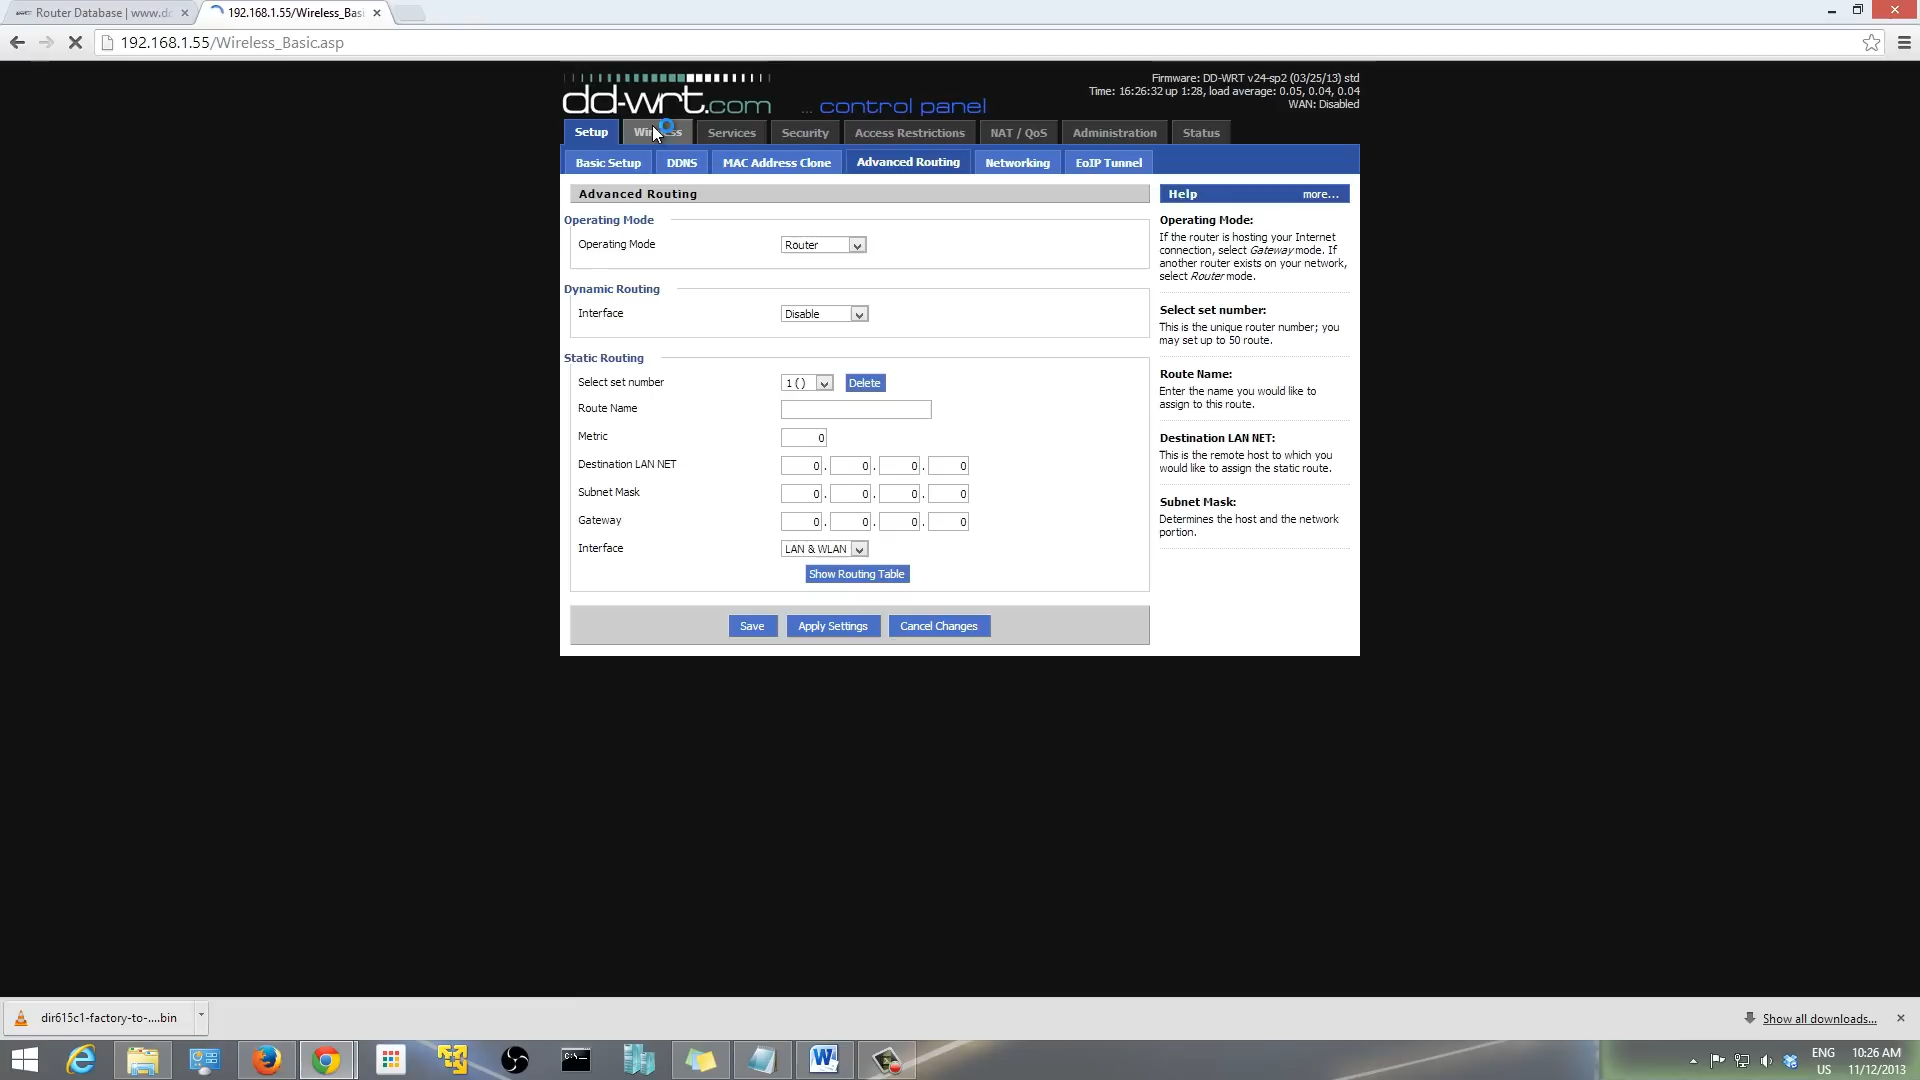 Router Database | www.dd
192.168.1.55/Wireless_Basi
192.168.1.55/Wireless_Basic.asp
dd-wrt.com ... control panel
Firmware: DD-WRT v24-sp2 (03/25/13) std
Time: 16:26:32 up 1:28, load average: 0.05, 0.04, 0.04
WAN: Disabled
Setup Wireless Services Security Access Restrictions NAT / QoS Administration Status
Basic Setup DDNS MAC Address Clone Advanced Routing Networking EoIP Tunnel
Advanced Routing
Operating Mode
Operating Mode Router
Dynamic Routing
Interface Disable
Static Routing
Select set number 1 ( ) Delete
Route Name
Metric 0
Destination LAN NET 0 . 0 . 0 . 0
Subnet Mask 0 . 0 . 0 . 0
Gateway 0 . 0 . 0 . 0
Interface LAN & WLAN
Show Routing Table
Save Apply Settings Cancel Changes
Help more...
Operating Mode:
If the router is hosting your Internet
connection, select Gateway mode. If
another router exists on your network,
select Router mode.
Select set number:
This is the unique router number; you
may set up to 50 route.
Route Name:
Enter the name you would like to
assign to this route.
Destination LAN NET:
This is the remote host to which you
would like to assign the static route.
Subnet Mask:
Determines the host and the network
portion.
dir615c1-factory-to-....bin
Show all downloads...
ENG 10:26 AM
US 11/12/2013